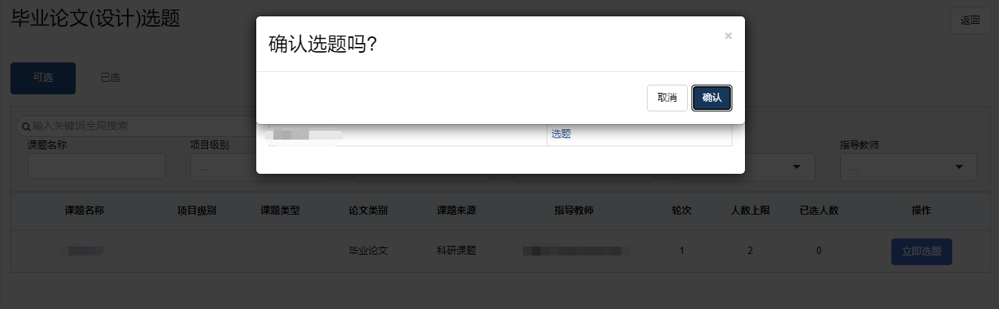 毕业论文(设计)选题
返回
确认选题吗?
×
取消
确认
可选
已选
输入关键词全局搜索
选题
课题名称
项目级别
指导教师
...
...
课题名称 项目级别 课题类型 论文类别 课题来源 指导教师 轮次 人数上限 已选人数 操作
毕业论文 科研课题 1 2 0 立即选题